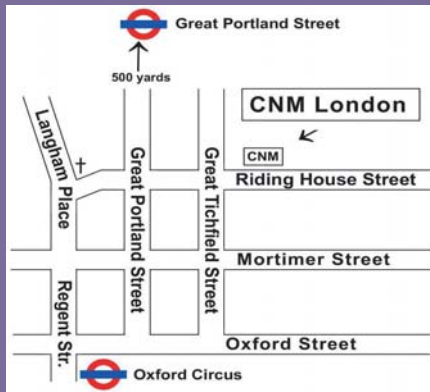 Great Portland Street
500 yards
CNM London
CNM
Langham Place
Great Portland Street
Great Tichfield Street
Riding House Street
Mortimer Street
Regent Str.
Oxford Street
Oxford Circus